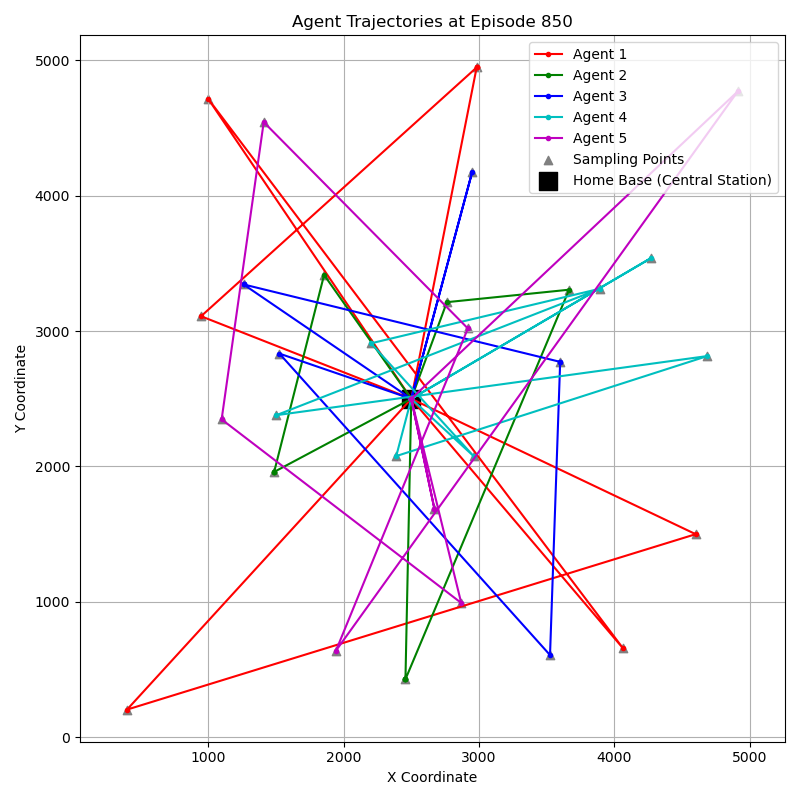 Agent Trajectories at Episode 850
Agent 1
Agent 2
Agent 3
Agent 4
Agent 5
Sampling Points
Home Base (Central Station)
Y Coordinate
5000
4000
3000
2000
1000
0
1000 2000 3000 4000 5000
X Coordinate